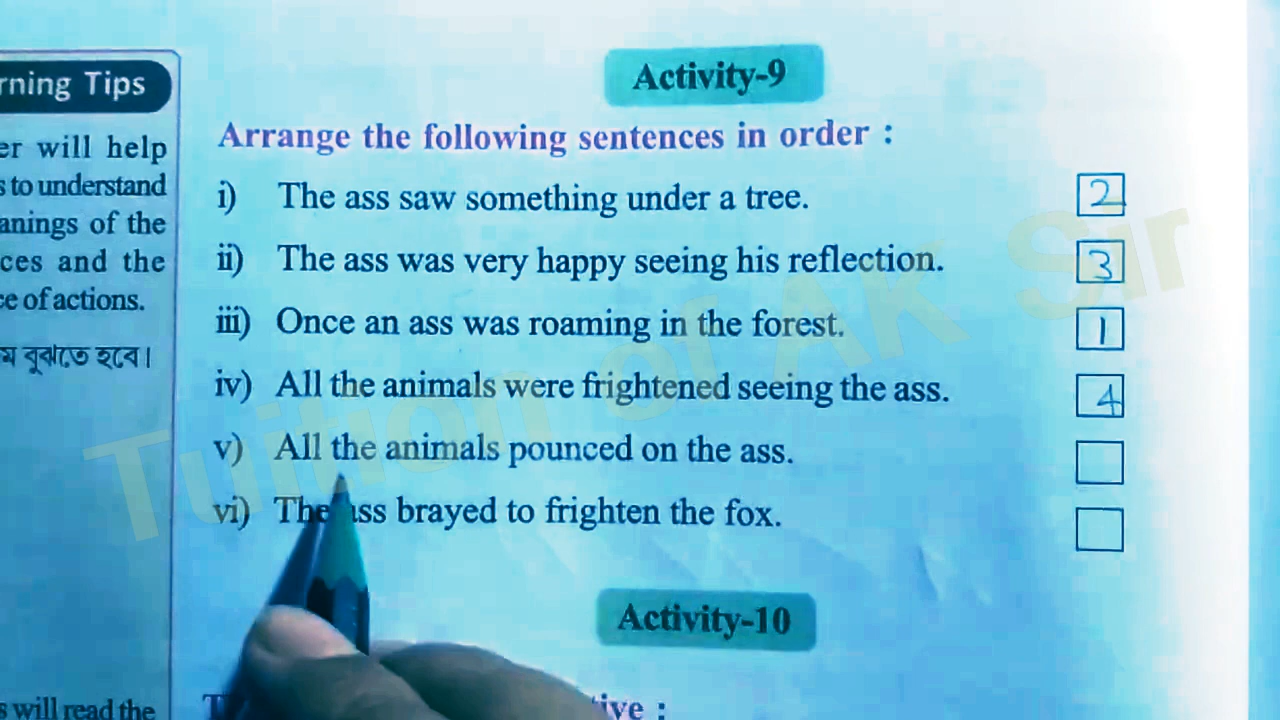 rning Tips
er will help
s to understand
anings of the
ces and the
ce of actions.
ম বুঝতে হবে।
s will read the
Activity-9
Arrange the following sentences in order :
i) The ass saw something under a tree. 2
ii) The ass was very happy seeing his reflection. 3
iii) Once an ass was roaming in the forest. 1
iv) All the animals were frightened seeing the ass. 4
v) All the animals pounced on the ass.
vi) The ass brayed to frighten the fox.
Activity-10
Tuition of AK Sir